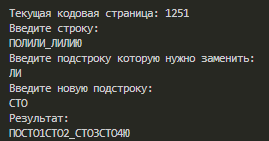 Текущая кодовая страница: 1251
Введите строку:
ПОЛИЛИ_ЛИЛИЮ
Введите подстроку которую нужно заменить:
ЛИ
Введите новую подстроку:
СТО
Результат:
ПОСТО1СТО2_СТО3СТО4Ю